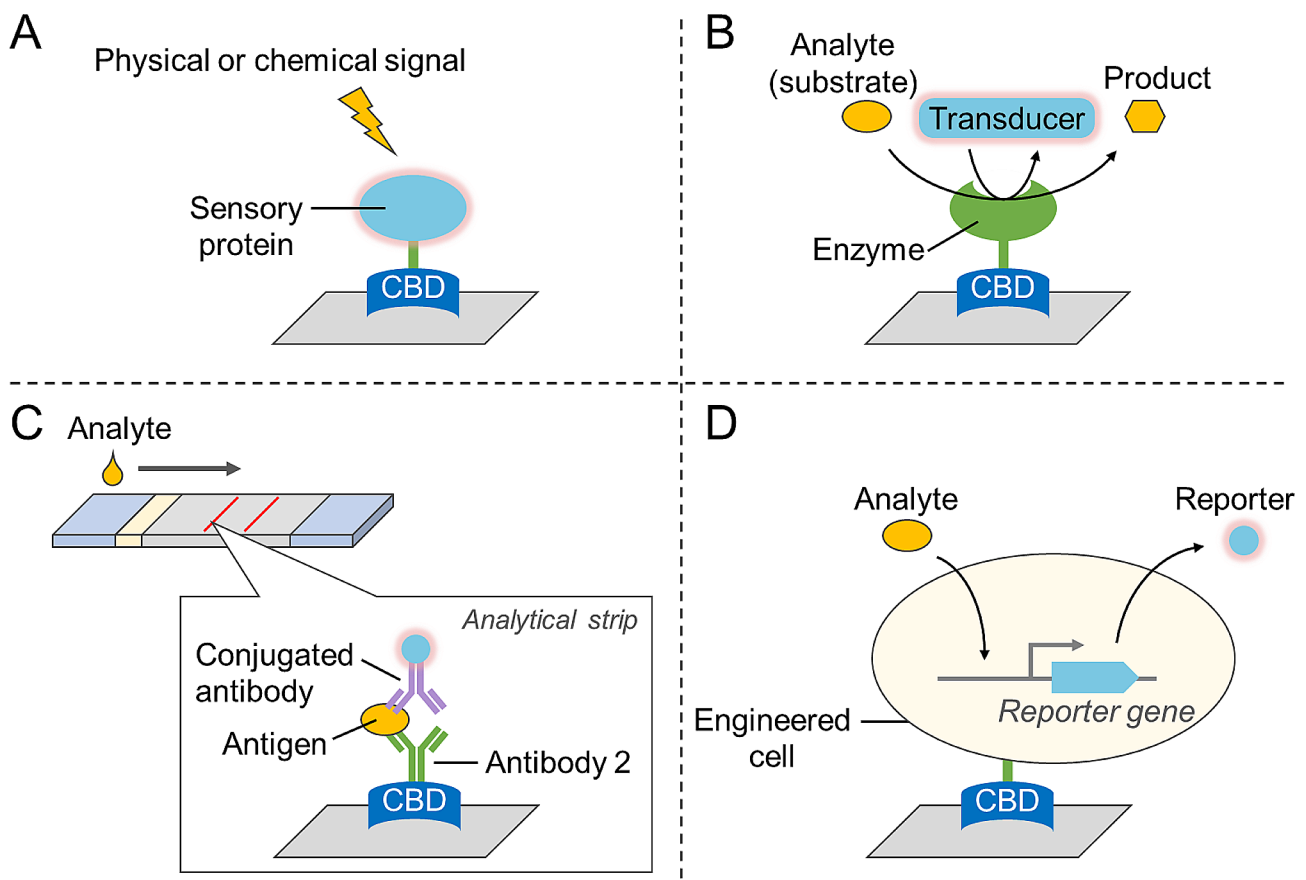 A
Physical or chemical signal
Sensory
protein
CBD
B
Analyte
(substrate)
Transducer
Product
Enzyme
CBD
C
Analyte
Analytical strip
Conjugated
antibody
Antigen
Antibody 2
CBD
D
Analyte
Reporter
Reporter gene
Engineered
cell
CBD